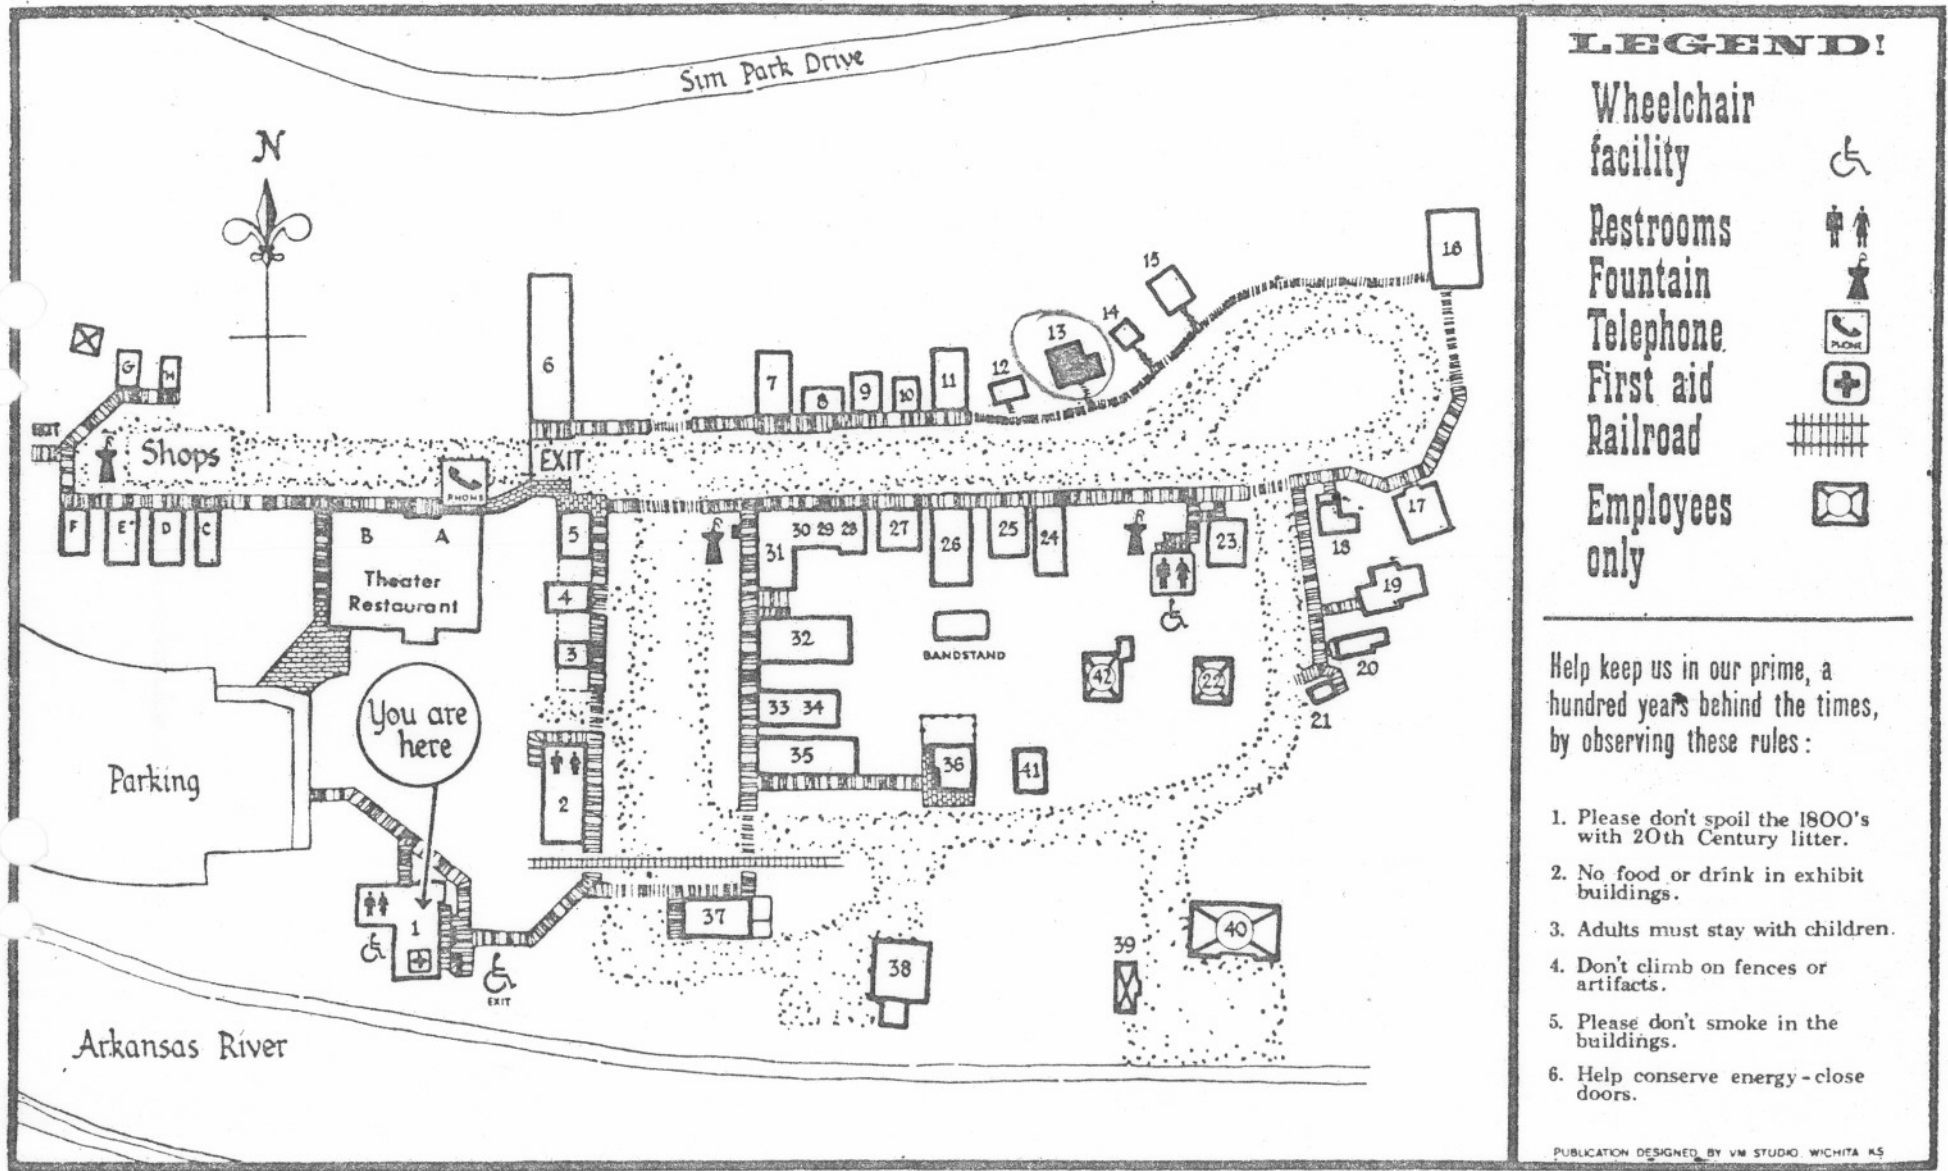 Sim Park Drive
N
16
15
14
13
12
11
10
9
8
7
6
G
H
EXIT
Shops
PHONE
EXIT
F
E
D
C
B
A
Theater
Restaurant
5
4
3
2
31
30
29
28
27
26
25
24
23
17
18
19
20
21
32
BANDSTAND
42
22
33
34
35
36
41
You are
here
Parking
1
EXIT
37
38
39
40
Arkansas River
LEGEND!
Wheelchair
facility
Restrooms
Fountain
Telephone
PHONE
First aid
Railroad
Employees
only
Help keep us in our prime, a
hundred years behind the times,
by observing these rules:
1. Please don't spoil the 1800's
with 20th Century litter.
2. No food or drink in exhibit
buildings.
3. Adults must stay with children.
4. Don't climb on fences or
artifacts.
5. Please don't smoke in the
buildings.
6. Help conserve energy-close
doors.
PUBLICATION DESIGNED BY VM STUDIO WICHITA KS